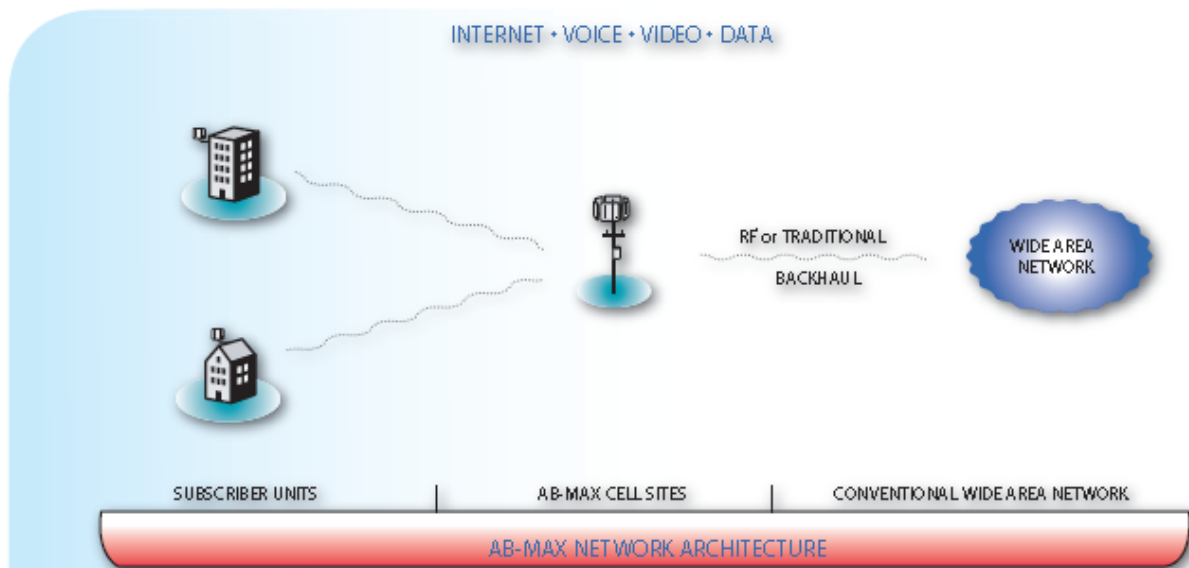 INTERNET • VOICE • VIDEO • DATA
RF or TRADITIONAL
BACKHAUL
WIDE AREA
NETWORK
SUBSCRIBER UNITS
AB-MAX CELL SITES
CONVENTIONAL WIDE AREA NETWORK
AB-MAX NETWORK ARCHITECTURE